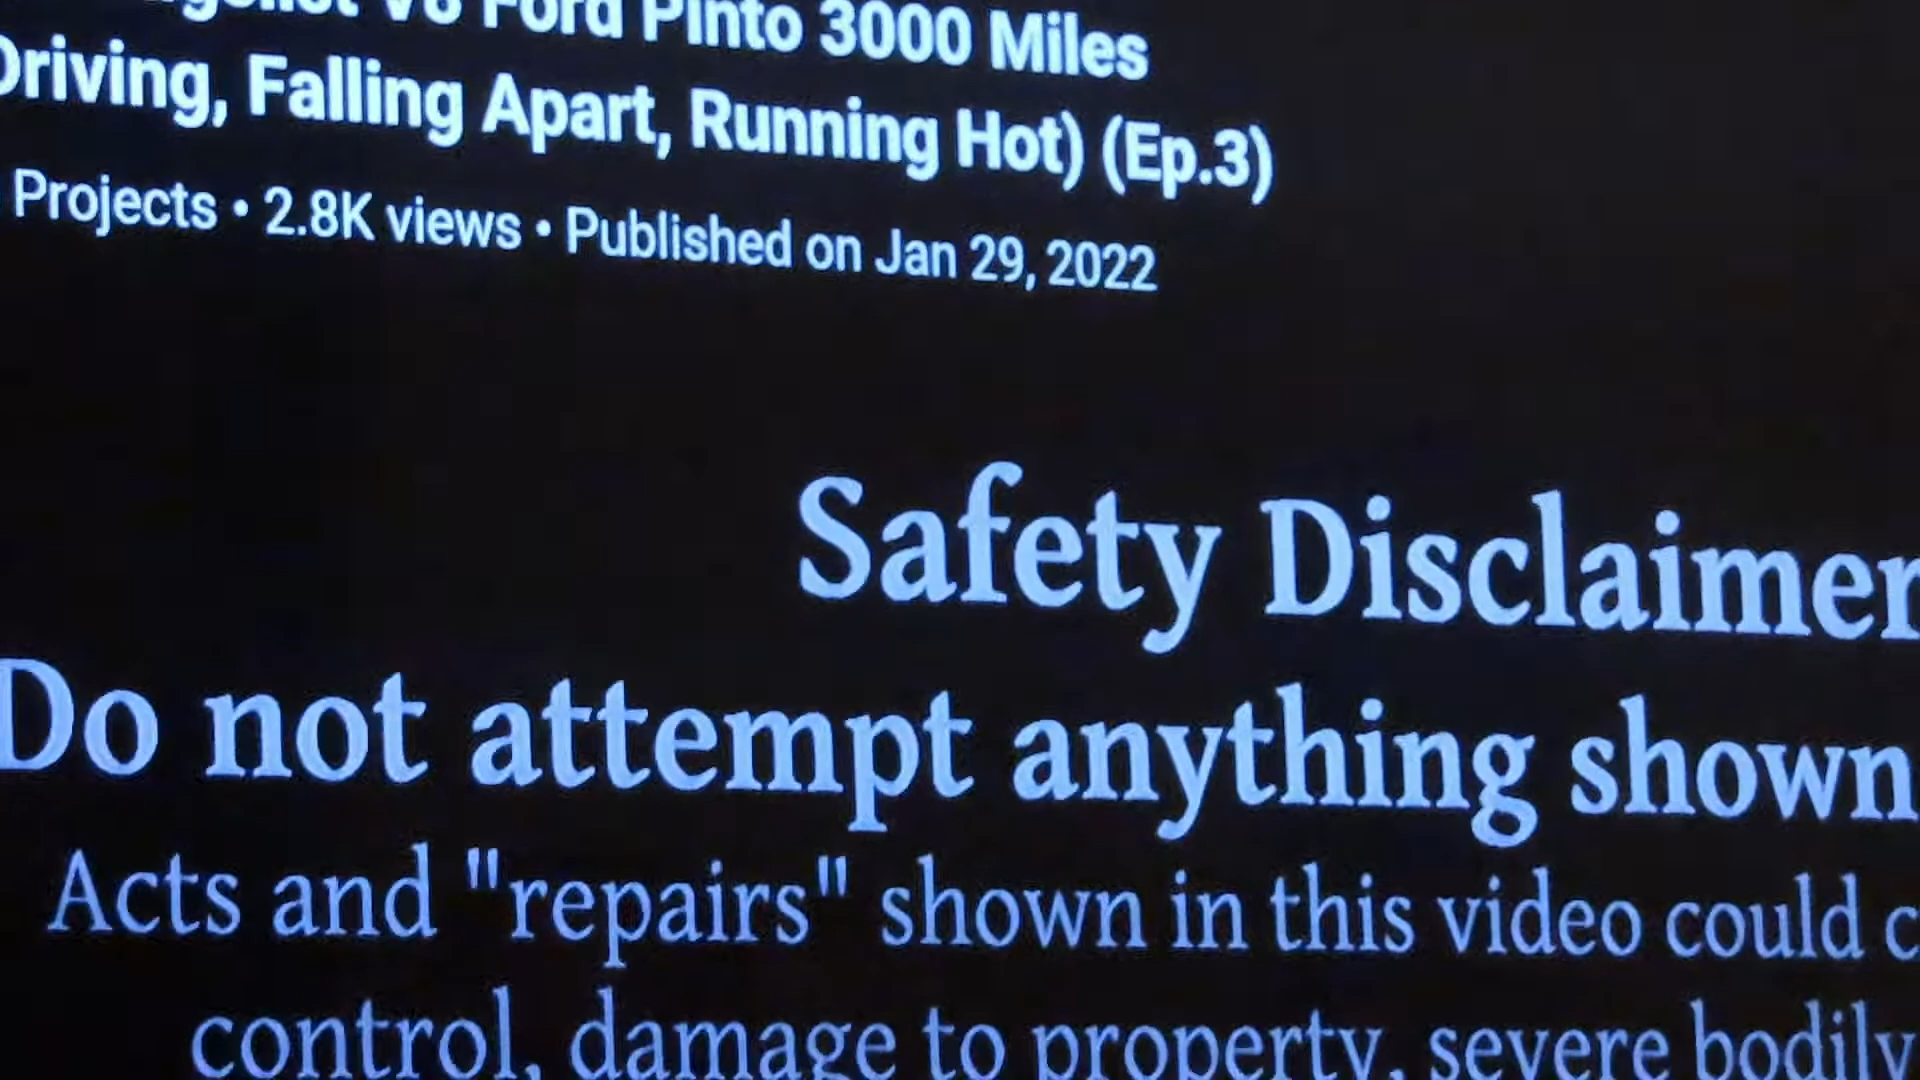 V8 Ford Pinto 3000 Miles
Driving, Falling Apart, Running Hot) (Ep.3)
Projects • 2.8K views • Published on Jan 29, 2022
Safety Disclaimer
Do not attempt anything shown
Acts and "repairs" shown in this video could c
control, damage to property, severe bodily